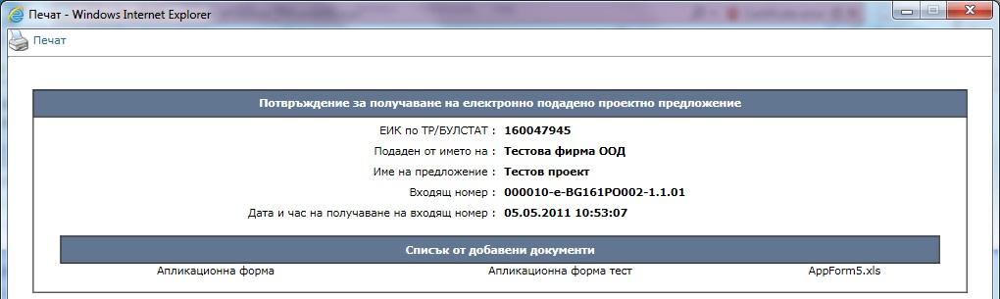 Печат - Windows Internet Explorer
Печат
Потвръждение за получаване на електронно подадено проектно предложение
ЕИК по ТР/БУЛСТАТ : 160047945
Подаден от името на : Тестова фирма ООД
Име на предложение : Тестов проект
Входящ номер : 000010-e-BG161PO002-1.1.01
Дата и час на получаване на входящ номер : 05.05.2011 10:53:07
Списък от добавени документи
Апликационна форма Апликационна форма тест AppForm5.xls